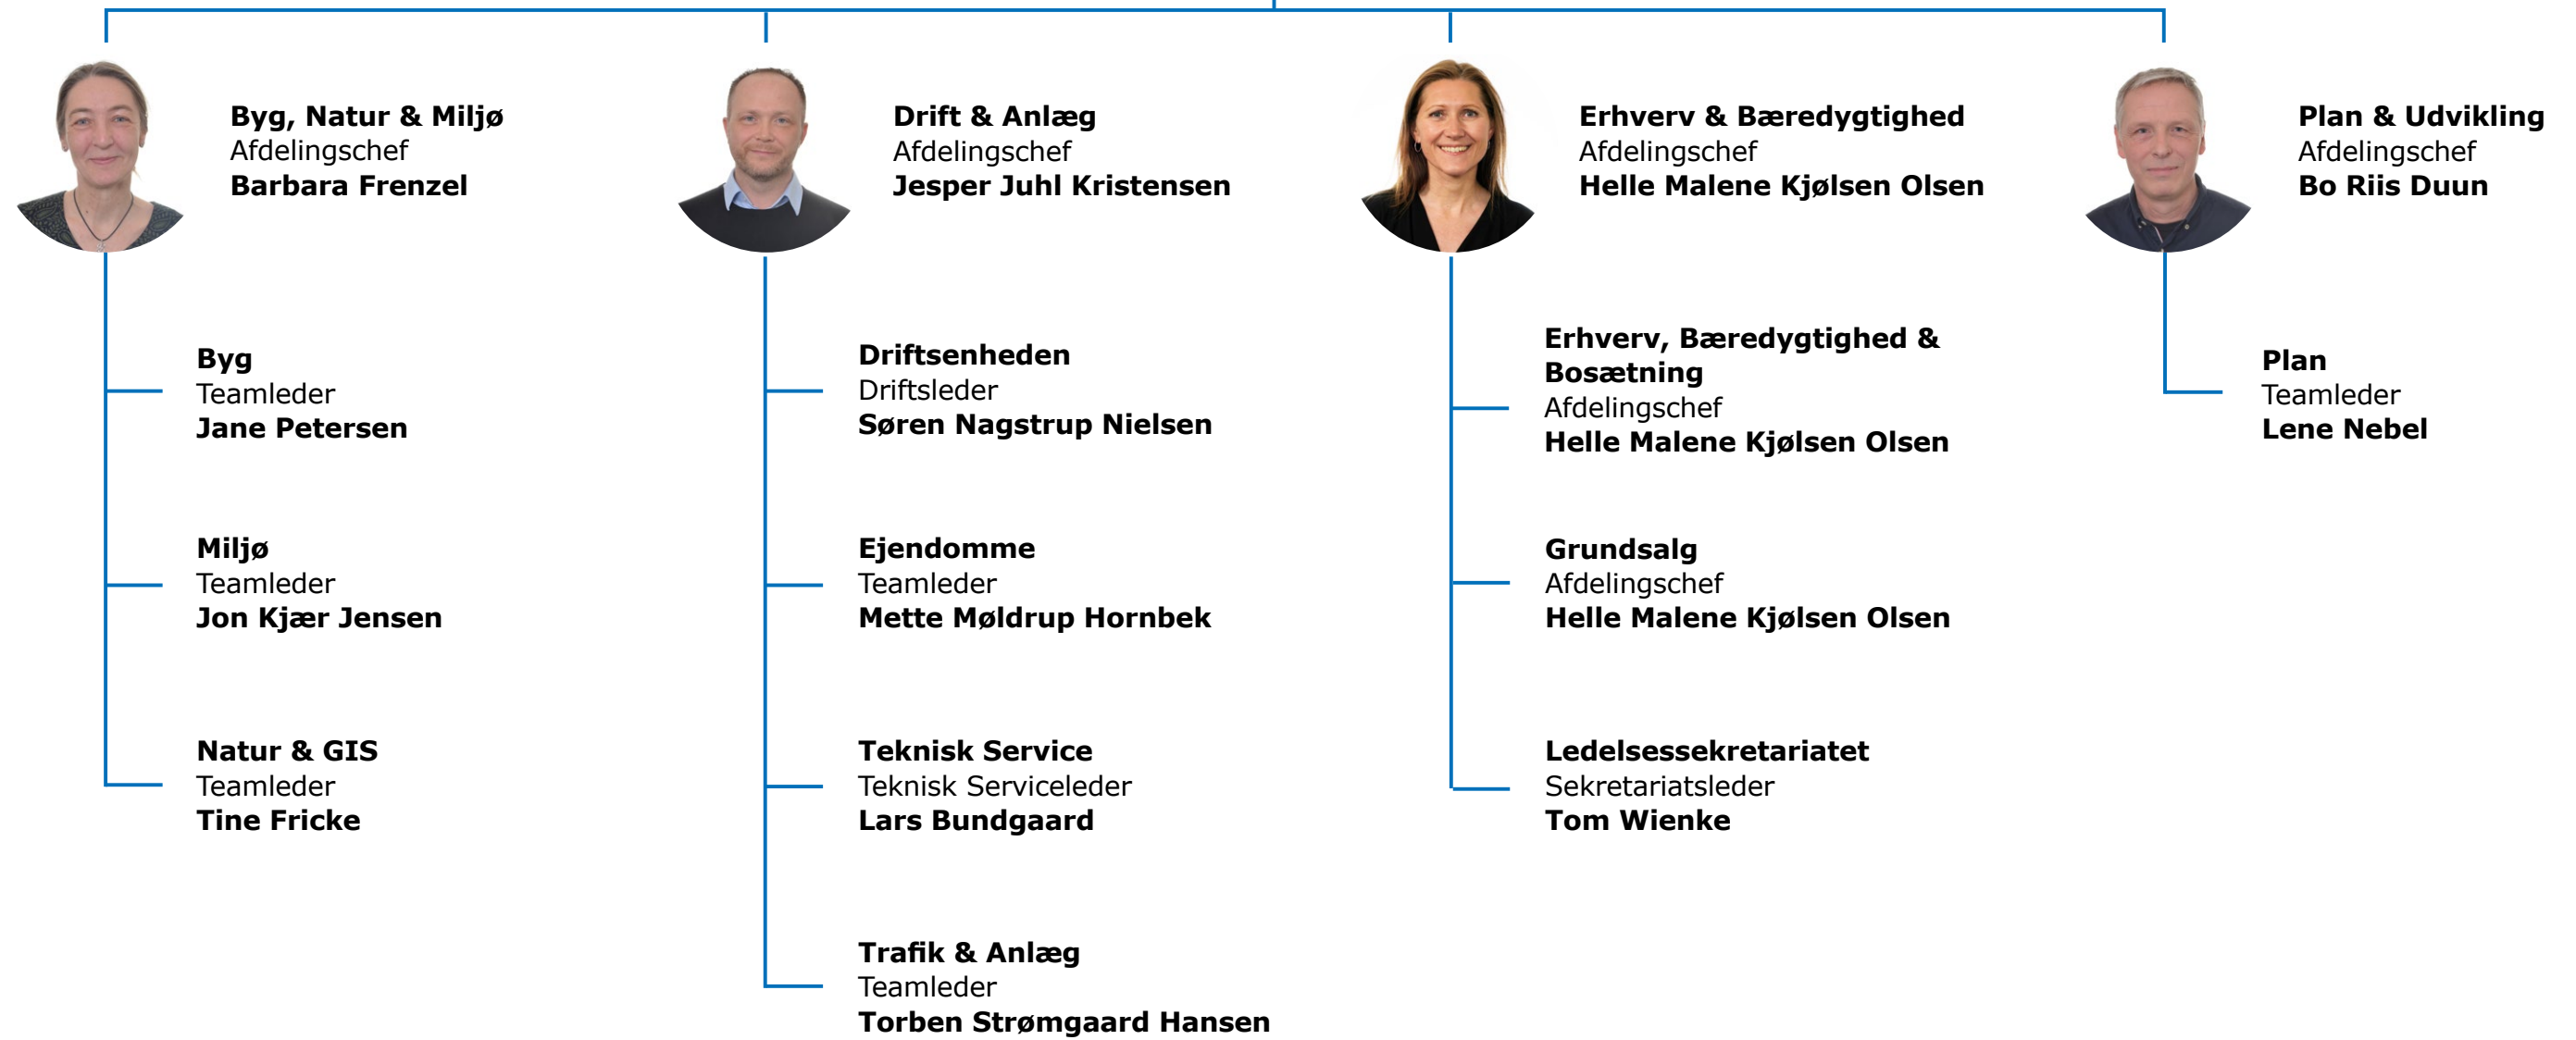 Byg, Natur & Miljø
Afdelingschef
Barbara Frenzel
Byg
Teamleder
Jane Petersen
Miljø
Teamleder
Jon Kjær Jensen
Natur & GIS
Teamleder
Tine Fricke
Drift & Anlæg
Afdelingschef
Jesper Juhl Kristensen
Driftsenheden
Driftsleder
Søren Nagstrup Nielsen
Ejendomme
Teamleder
Mette Møldrup Hornbek
Teknisk Service
Teknisk Serviceleder
Lars Bundgaard
Trafik & Anlæg
Teamleder
Torben Strømgaard Hansen
Erhverv & Bæredygtighed
Afdelingschef
Helle Malene Kjølsen Olsen
Erhverv, Bæredygtighed &
Bosætning
Afdelingschef
Helle Malene Kjølsen Olsen
Grundsalg
Afdelingschef
Helle Malene Kjølsen Olsen
Ledelsessekretariatet
Sekretariatsleder
Tom Wienke
Plan & Udvikling
Afdelingschef
Bo Riis Duun
Plan
Teamleder
Lene Nebel